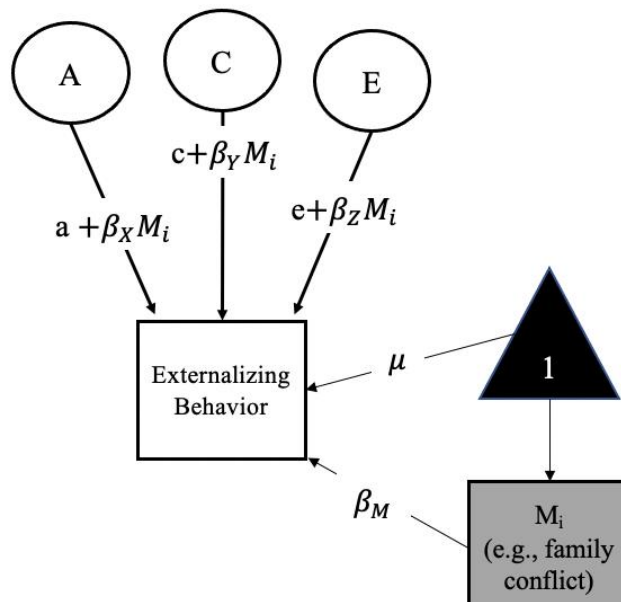 A
C
E
a +β_X M_i
c+β_Y M_i
e+β_Z M_i
Externalizing
Behavior
μ
1
β_M
M_i
(e.g., family
conflict)